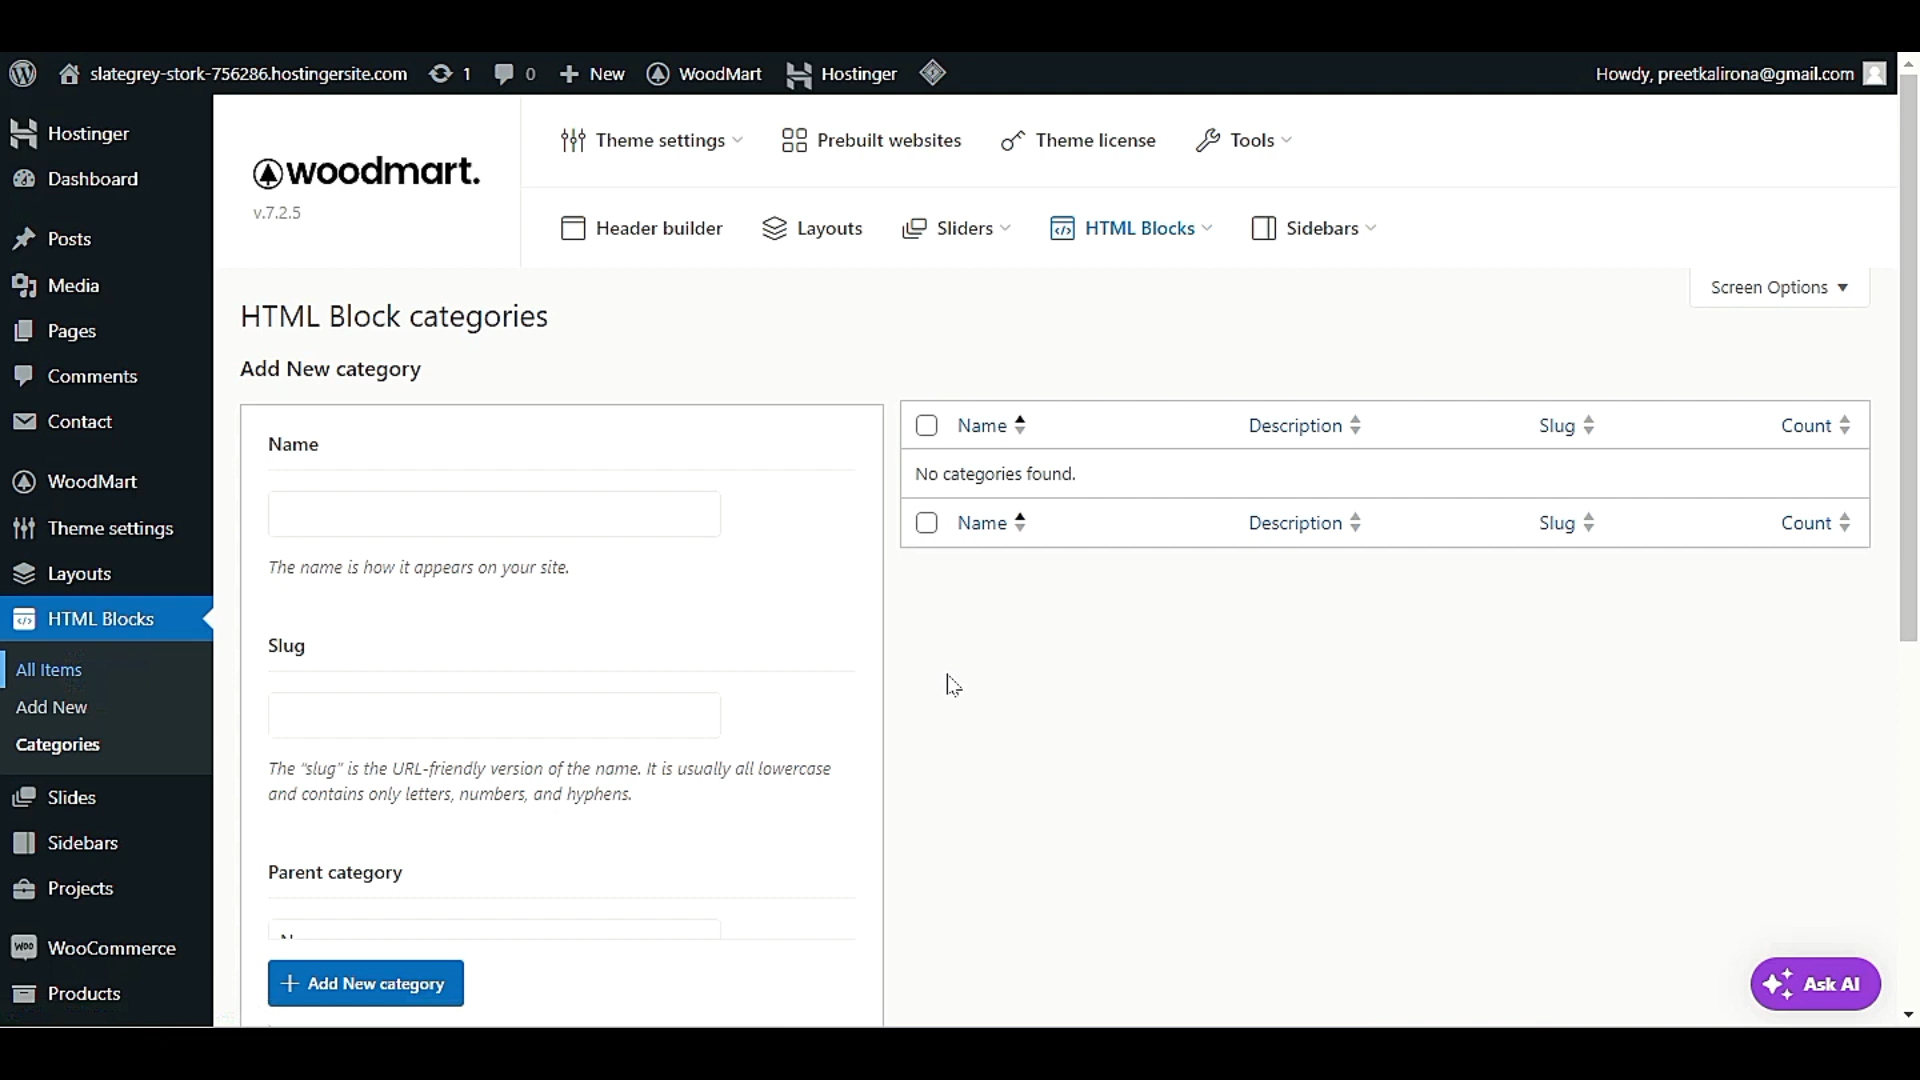 slategrey-stork-756286.hostingersite.com 1 0 New WoodMart Hostinger Howdy, preetkalirona@gmail.com
Hostinger
Dashboard
Posts
Media
Pages
Comments
Contact
WoodMart
Theme settings
Layouts
HTML Blocks
All Items
Add New
Categories
Slides
Sidebars
Projects
WooCommerce
Products
woodmart.
v.7.2.5
Theme settings Prebuilt websites Theme license Tools
Header builder Layouts Sliders HTML Blocks Sidebars
Screen Options
HTML Block categories
Add New category
Name
The name is how it appears on your site.
Slug
The “slug” is the URL-friendly version of the name. It is usually all lowercase
and contains only letters, numbers, and hyphens.
Parent category
Add New category
Name Description Slug Count
No categories found.
Name Description Slug Count
Ask AI